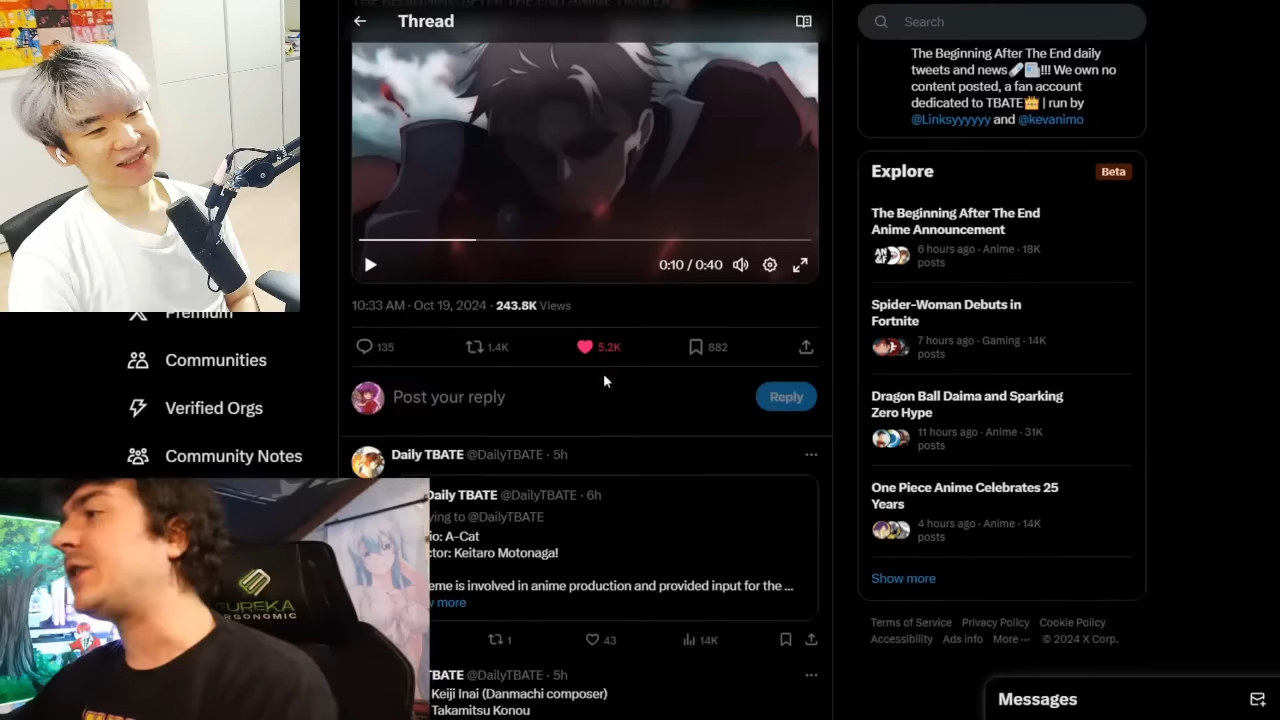 Thread
0:10 / 0:40
10:33 AM · Oct 19, 2024 · 243.8K Views
135
1.4K
5.2K
882
Post your reply
Reply
Premium
Communities
Verified Orgs
Community Notes
Daily TBATE @DailyTBATE · 5h
Daily TBATE @DailyTBATE · 6h
ying to @DailyTBATE
io: A-Cat
ctor: Keitaro Motonaga!
eme is involved in anime production and provided input for the ...
w more
1
43
14K
TBATE @DailyTBATE · 5h
Keiji Inai (Danmachi composer)
Takamitsu Konou
EUREKA
ERGONOMIC
Search
The Beginning After The End daily
tweets and news🗞️📰!!! We own no
content posted, a fan account
dedicated to TBATE👑 | run by
@Linksyyyyyy and @kevanimo
Explore
Beta
The Beginning After The End
Anime Announcement
6 hours ago · Anime · 18K
posts
Spider-Woman Debuts in
Fortnite
7 hours ago · Gaming · 14K
posts
Dragon Ball Daima and Sparking
Zero Hype
11 hours ago · Anime · 31K
posts
One Piece Anime Celebrates 25
Years
4 hours ago · Anime · 14K
posts
Show more
Terms of Service Privacy Policy Cookie Policy
Accessibility Ads info More ··· © 2024 X Corp.
Messages